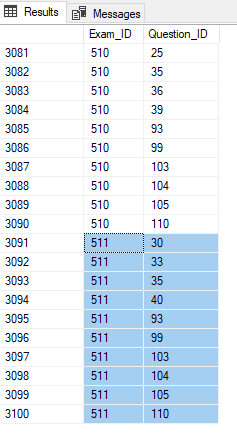 Results Messages
Exam_ID Question_ID
3081 510 25
3082 510 35
3083 510 36
3084 510 39
3085 510 93
3086 510 99
3087 510 103
3088 510 104
3089 510 105
3090 510 110
3091 511 30
3092 511 33
3093 511 35
3094 511 40
3095 511 93
3096 511 99
3097 511 103
3098 511 104
3099 511 105
3100 511 110